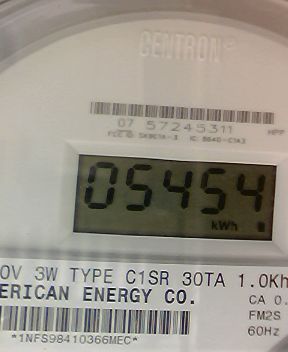 CENTRON®
07 57245311
HPF
05454
kWh
0V 3W TYPE C1SR 30TA 1.0Kh
ERICAN ENERGY CO.
CA 0.
FM2S
60Hz
*1NFS98410366MEC*